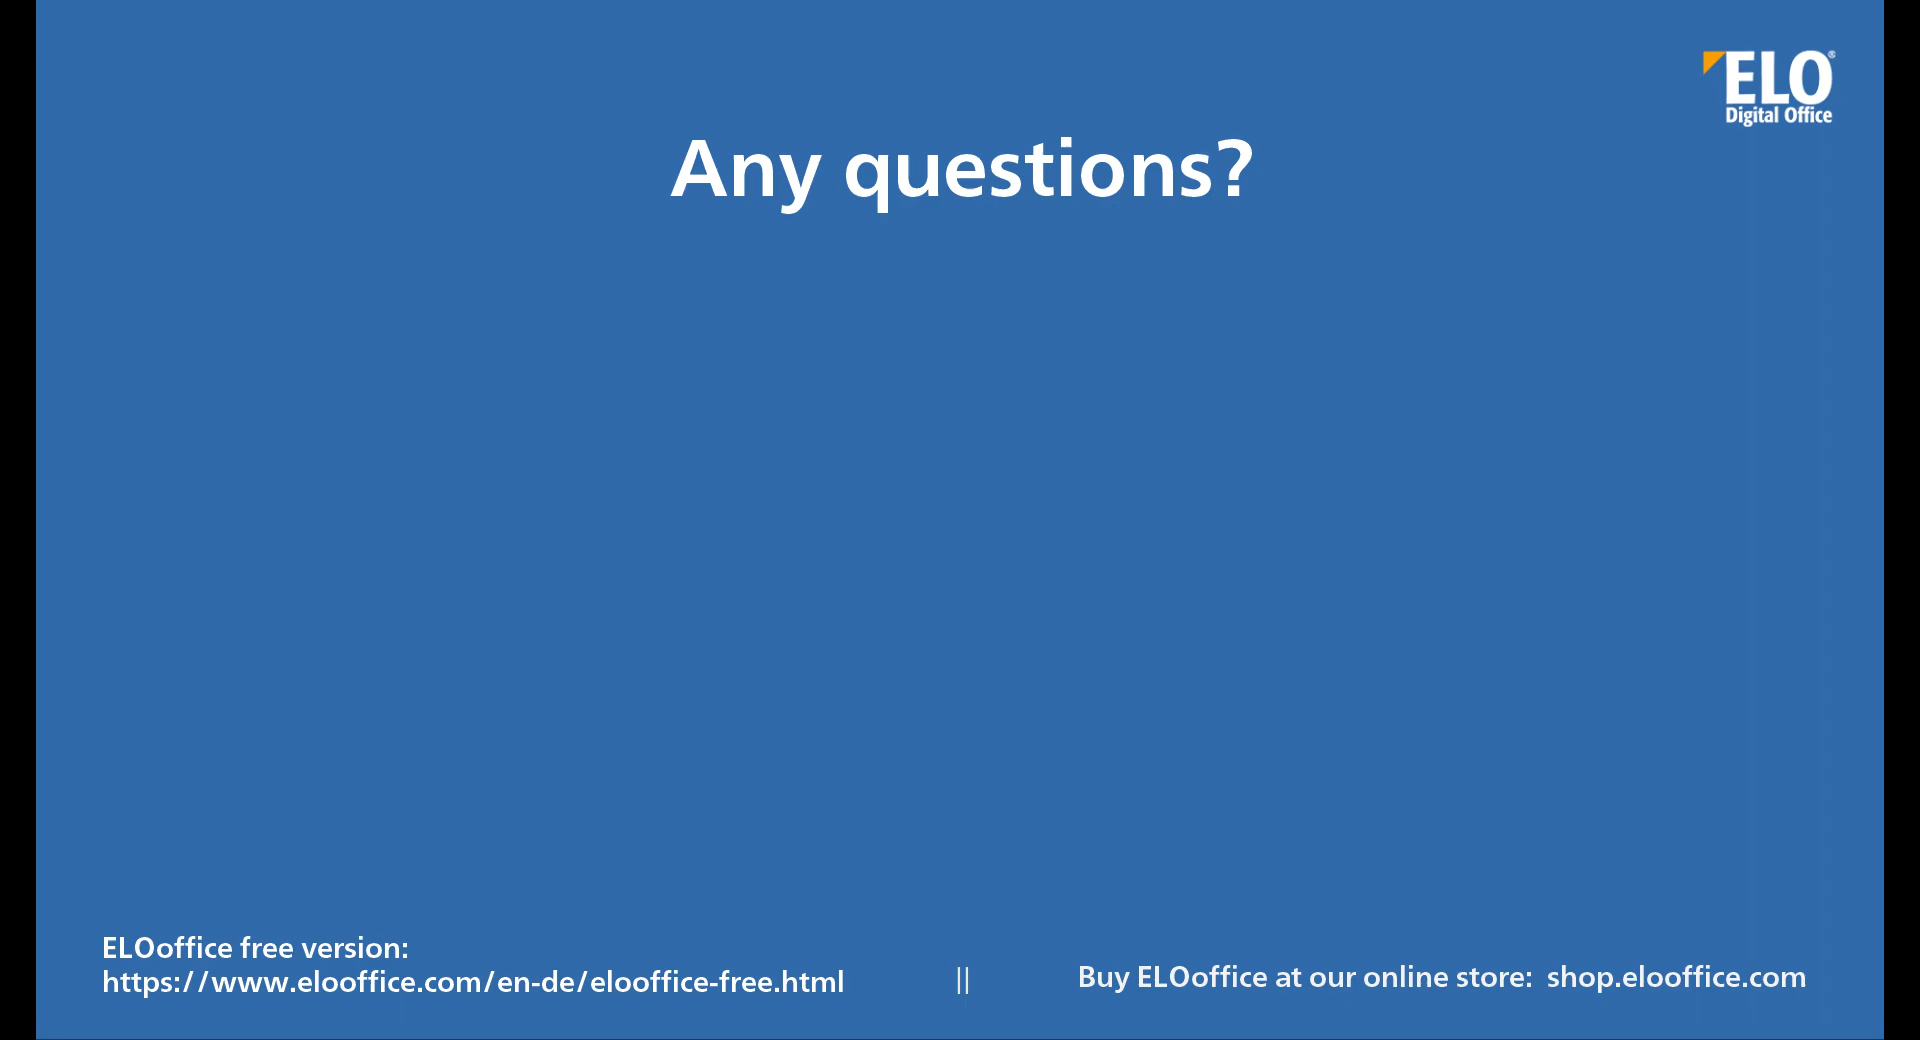 ELO®
Digital Office
Any questions?
ELOoffice free version:
https://www.elooffice.com/en-de/elooffice-free.html
||
Buy ELOoffice at our online store: shop.elooffice.com